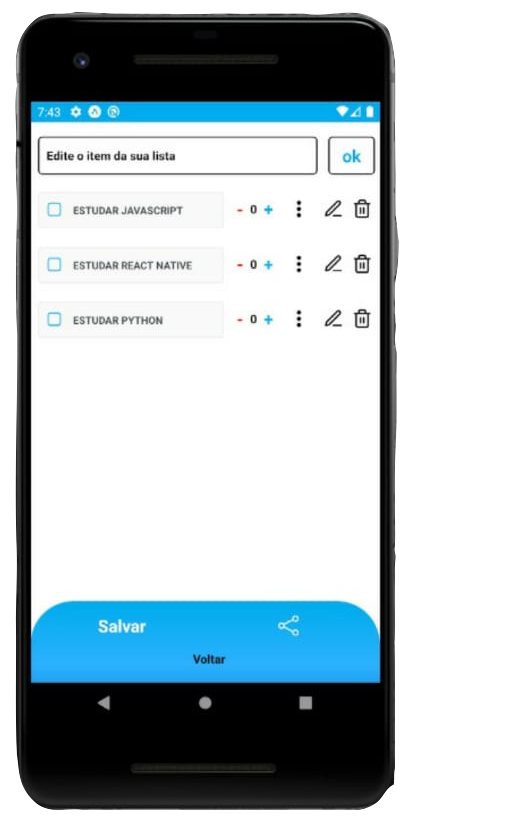 7:43
Edite o item da sua lista
ok
ESTUDAR JAVASCRIPT - 0 +
ESTUDAR REACT NATIVE - 0 +
ESTUDAR PYTHON - 0 +
Salvar
Voltar